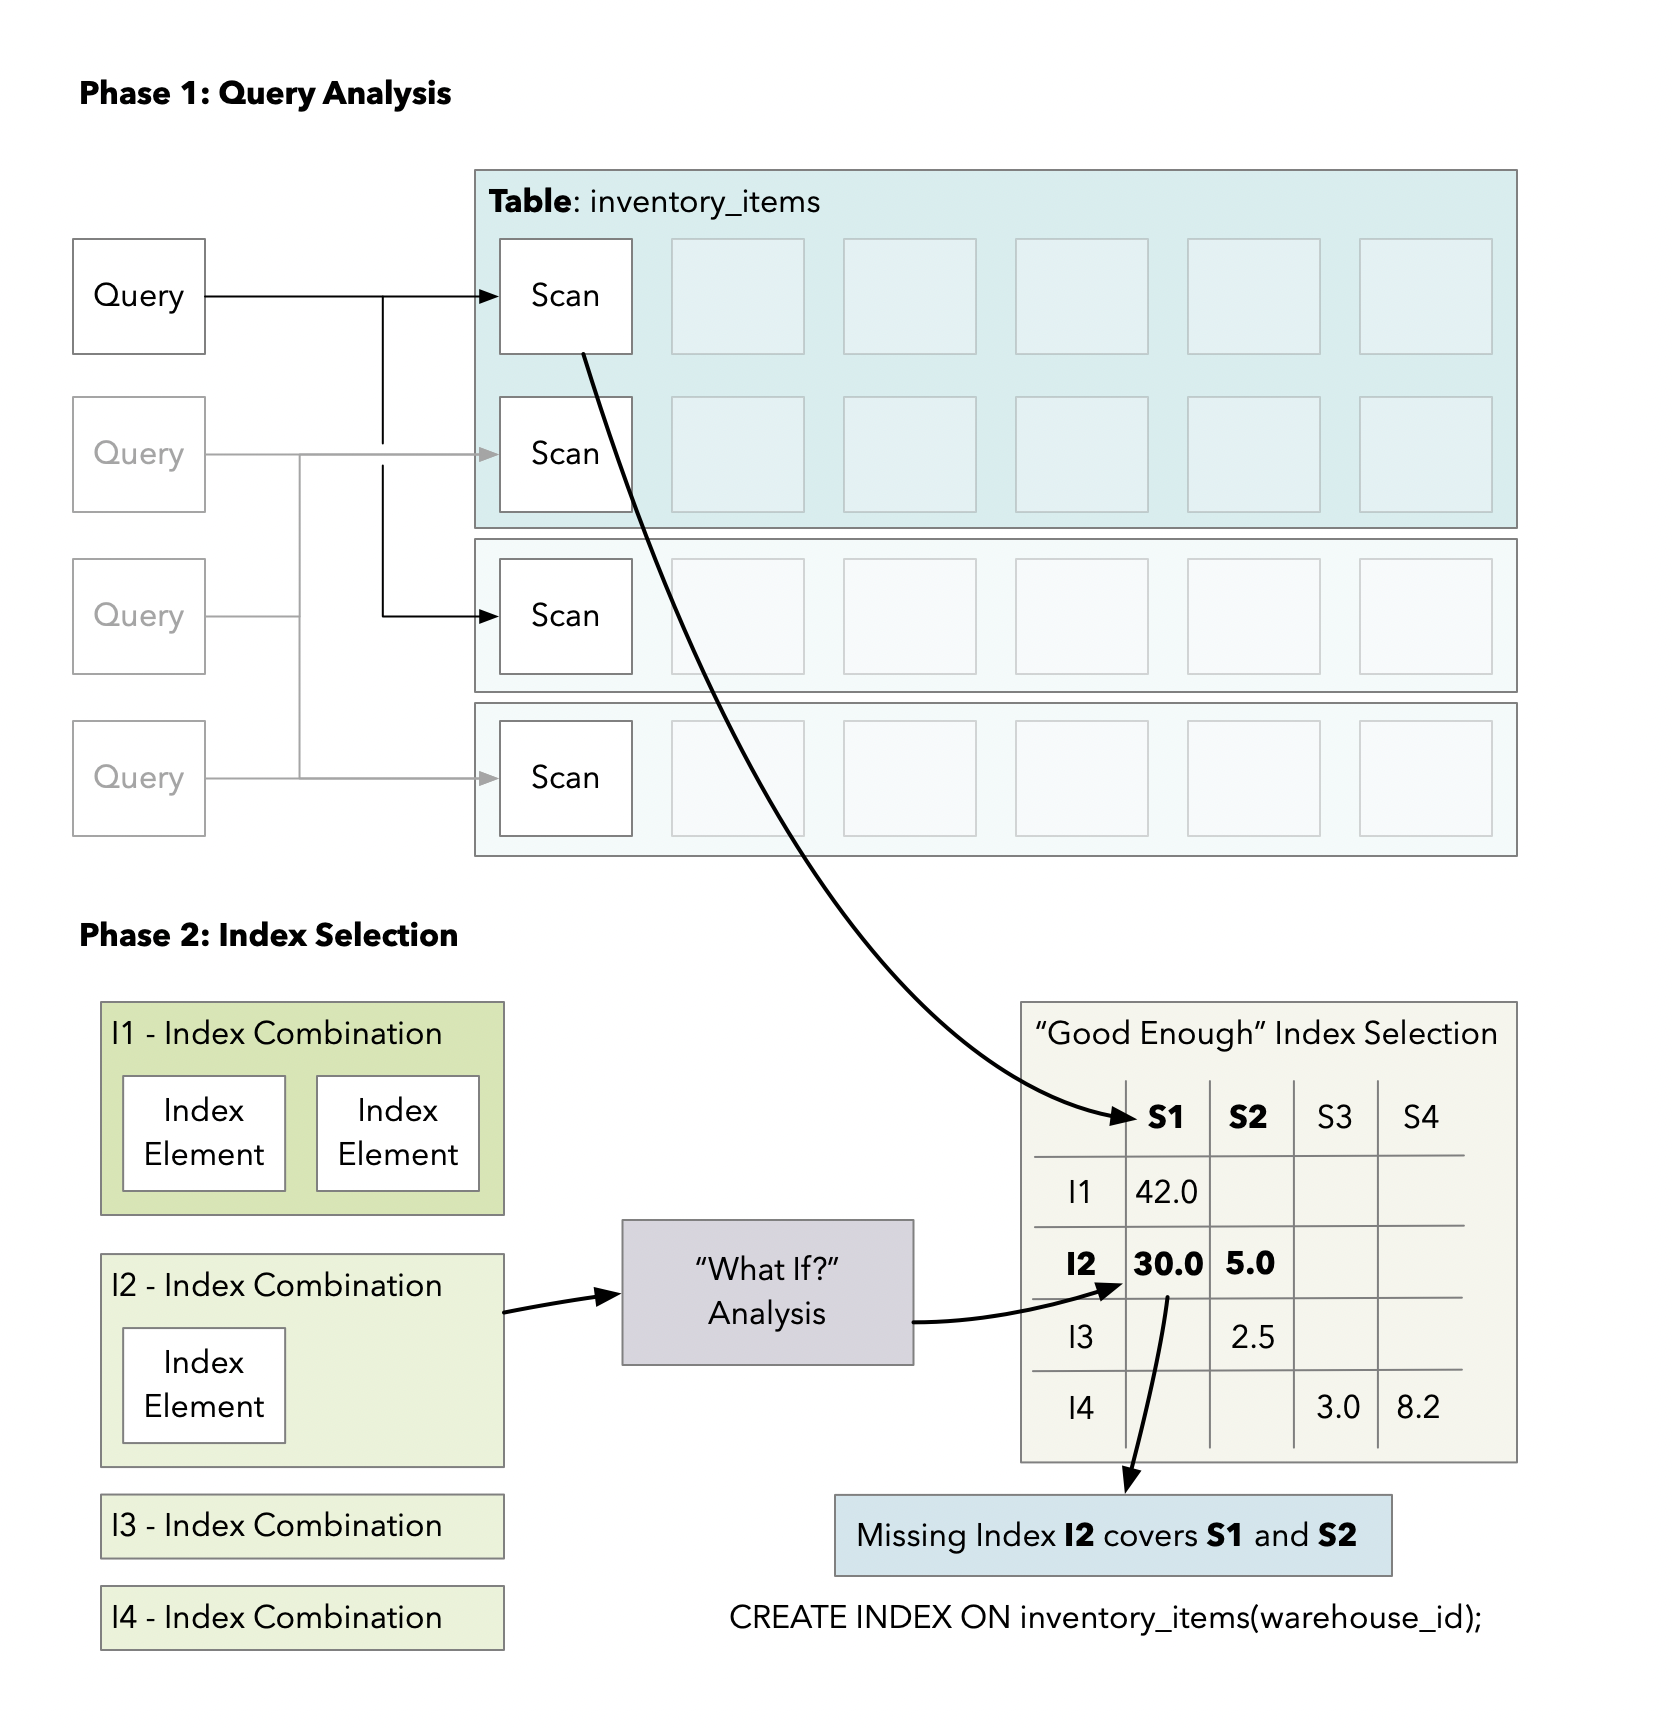 Phase 1: Query Analysis
Table: inventory_items
Query
Scan
Query
Scan
Query
Scan
Query
Scan
Phase 2: Index Selection
I1 - Index Combination
Index
Element
Index
Element
I2 - Index Combination
Index
Element
I3 - Index Combination
I4 - Index Combination
“What If?”
Analysis
“Good Enough” Index Selection
S1 S2 S3 S4
I1 42.0
I2 30.0 5.0
I3 2.5
I4 3.0 8.2
Missing Index I2 covers S1 and S2
CREATE INDEX ON inventory_items(warehouse_id);